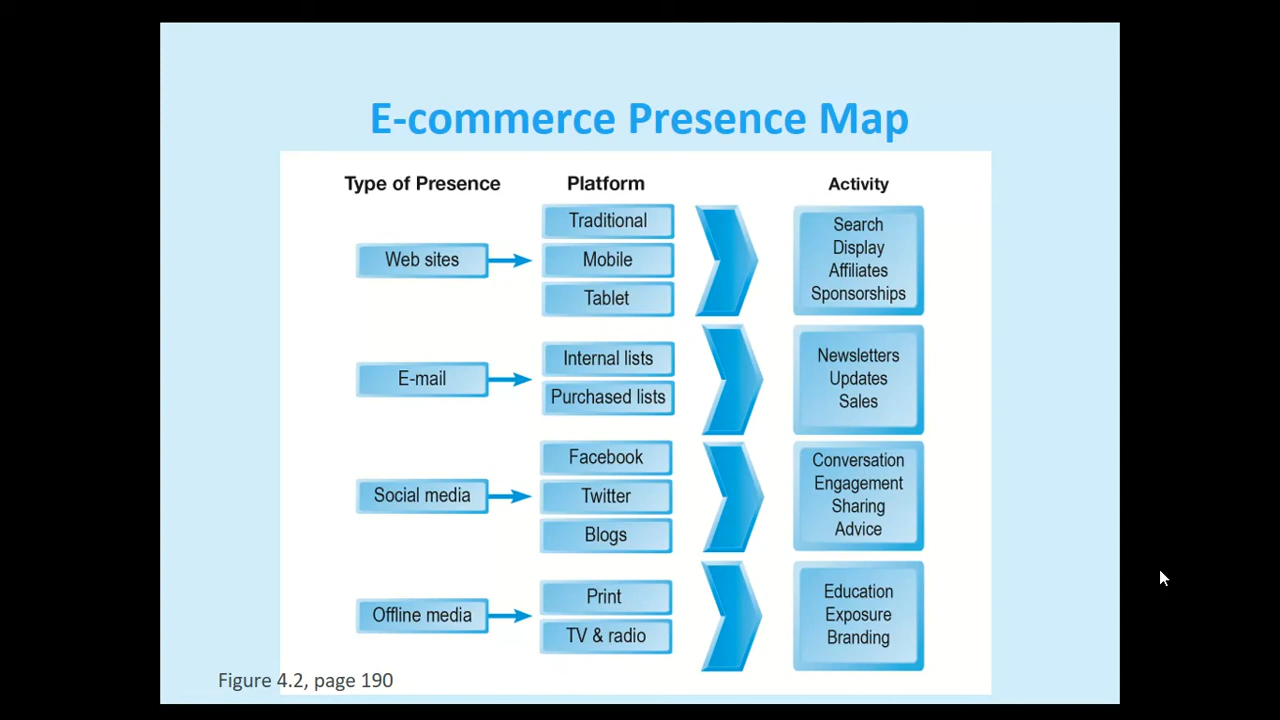 E-commerce Presence Map
Type of Presence
Platform
Activity
Web sites
Traditional
Mobile
Tablet
Search
Display
Affiliates
Sponsorships
E-mail
Internal lists
Purchased lists
Newsletters
Updates
Sales
Social media
Facebook
Twitter
Blogs
Conversation
Engagement
Sharing
Advice
Offline media
Print
TV & radio
Education
Exposure
Branding
Figure 4.2, page 190